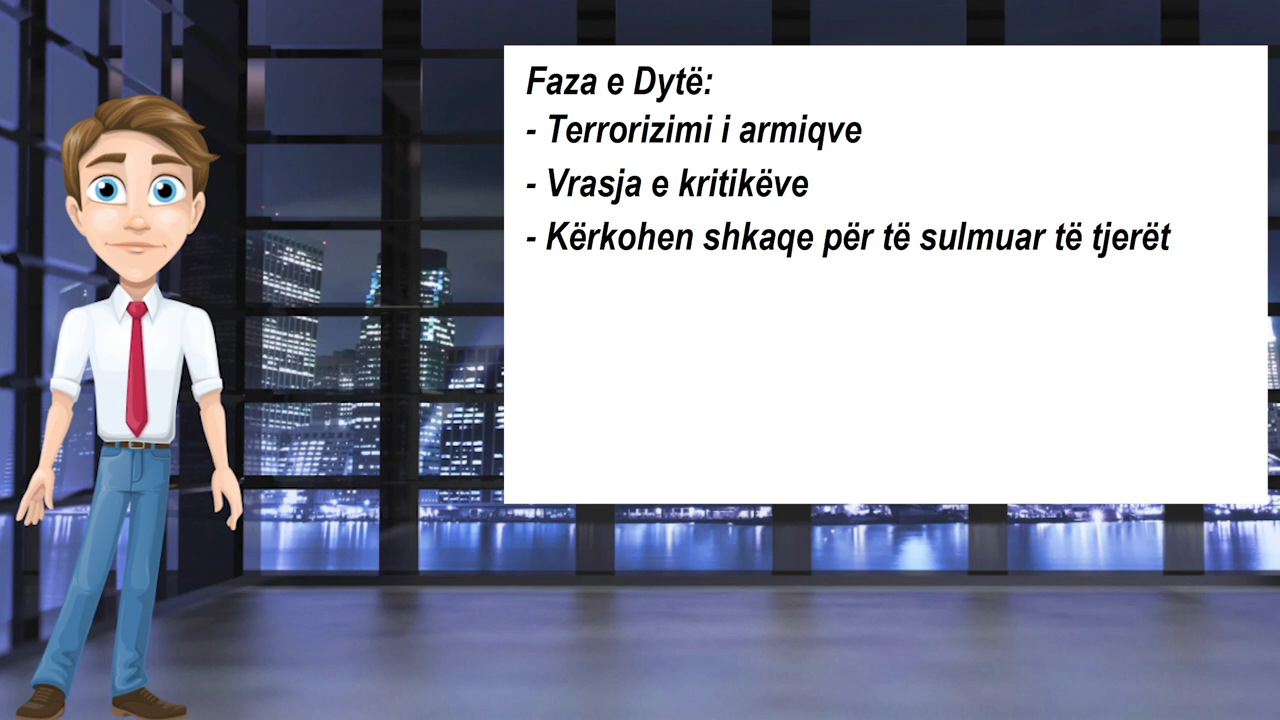 Faza e Dytë:
- Terrorizimi i armiqve
- Vrasja e kritikëve
- Kërkohen shkaqe për të sulmuar të tjerët